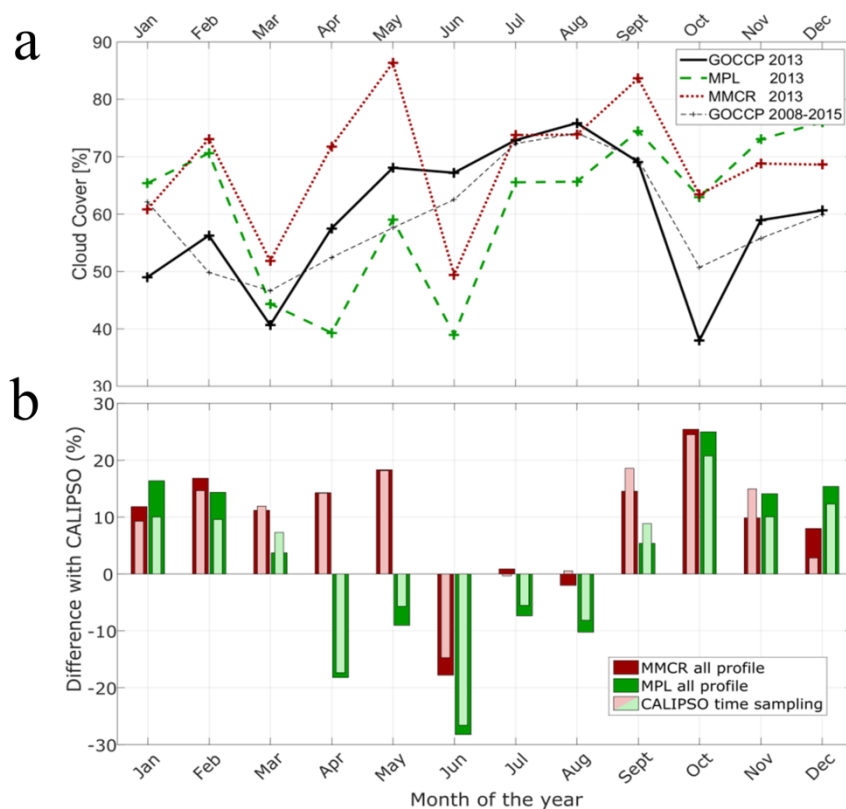 a
Jan Feb Mar Apr May Jun Jul Aug Sept Oct Nov Dec
90
80
70
60
50
40
30
Cloud Cover [%]
GOCCP 2013
MPL 2013
MMCR 2013
GOCCP 2008-2015
b
30
20
10
0
-10
-20
-30
Difference with CALIPSO (%)
MMCR all profile
MPL all profile
CALIPSO time sampling
Jan Feb Mar Apr May Jun Jul Aug Sept Oct Nov Dec
Month of the year